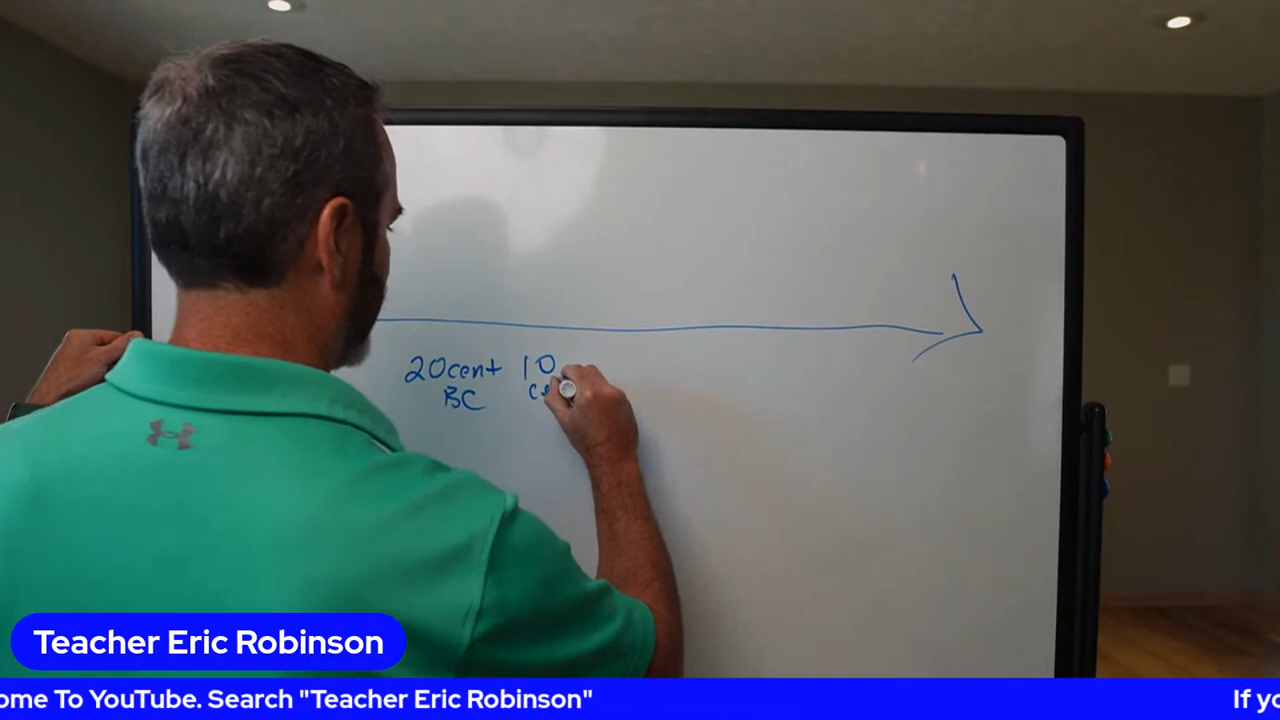 20cent 10
BC
Teacher Eric Robinson
ome To YouTube. Search "Teacher Eric Robinson"
If yo